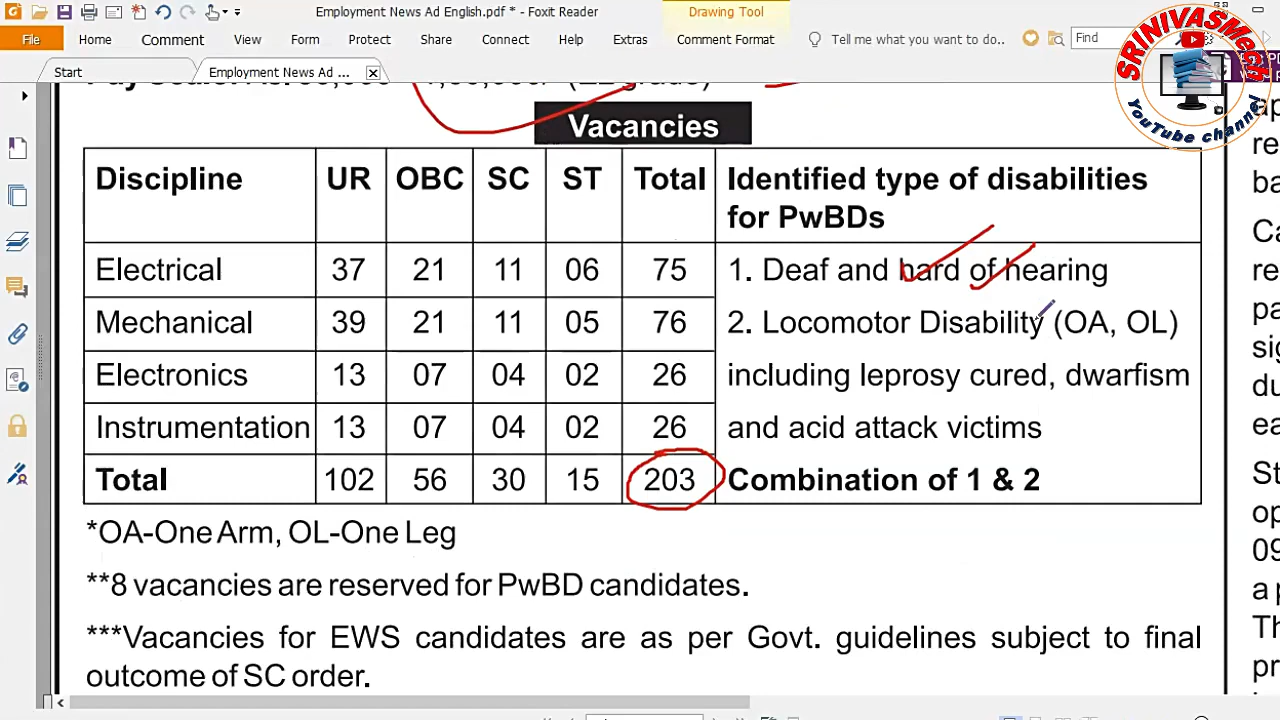 Employment News Ad English.pdf * - Foxit Reader
Drawing Tool
File Home Comment View Form Protect Help Extras Comment Format Tell me what you want to do... Find
SRINIVASMech
YouTube channel
Start Employment News Ad ...
Vacancies
Discipline UR OBC SC ST Total Identified type of disabilities
for PwBDs
Electrical 37 21 11 06 75 1. Deaf and hard of hearing
Mechanical 39 21 11 05 76 2. Locomotor Disability (OA, OL)
Electronics 13 07 04 02 26 including leprosy cured, dwarfism
Instrumentation 13 07 04 02 26 and acid attack victims
Total 102 56 30 15 203 Combination of 1 & 2
*OA-One Arm, OL-One Leg
**8 vacancies are reserved for PwBD candidates.
***Vacancies for EWS candidates are as per Govt. guidelines subject to final
outcome of SC order.